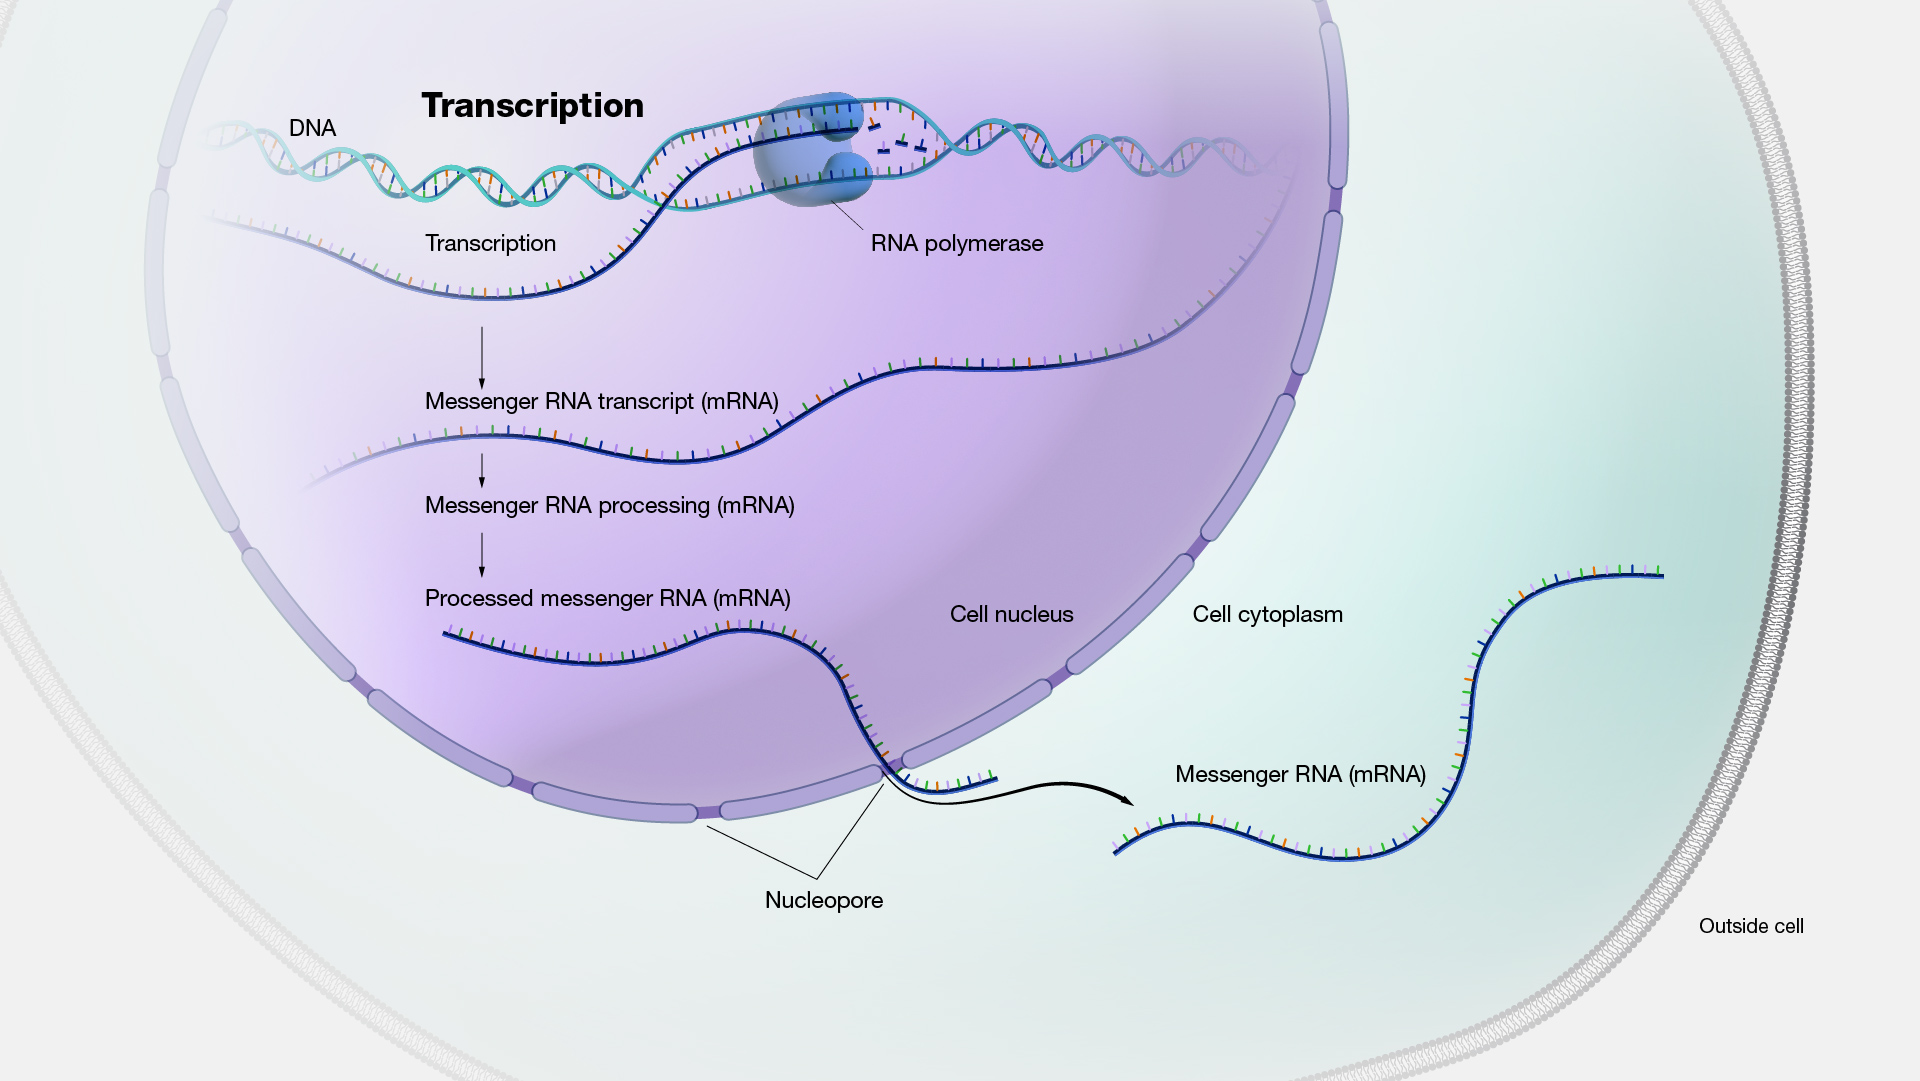 Transcription
DNA
Transcription
RNA polymerase
Messenger RNA transcript (mRNA)
Messenger RNA processing (mRNA)
Processed messenger RNA (mRNA)
Cell nucleus
Cell cytoplasm
Messenger RNA (mRNA)
Nucleopore
Outside cell